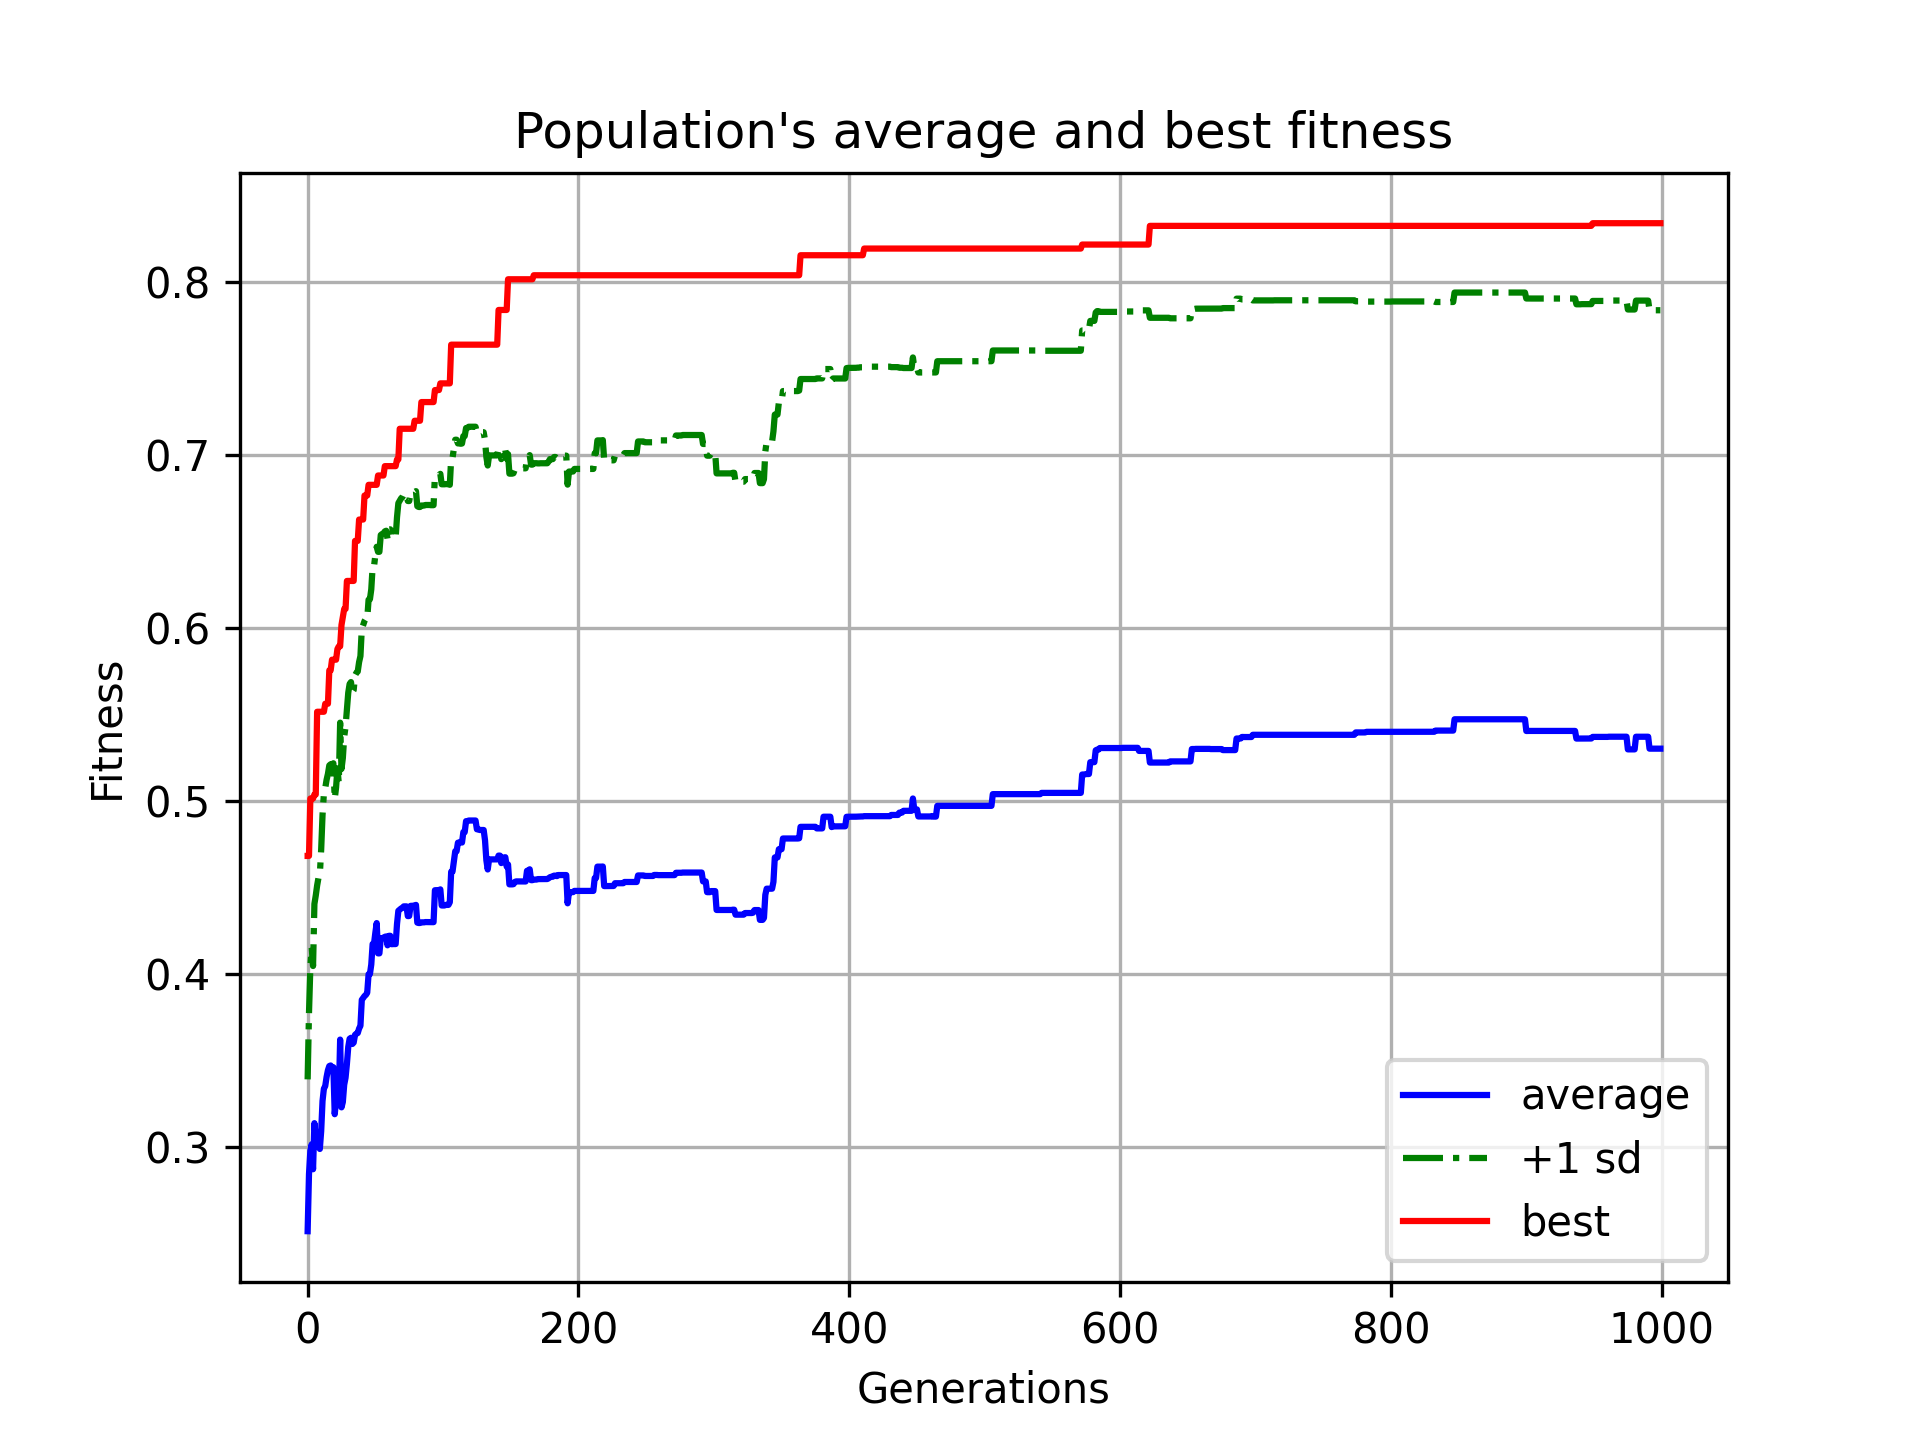 Population's average and best fitness
Fitness
0.8
0.7
0.6
0.5
0.4
0.3
0
200
400
600
800
1000
Generations
average
+1 sd
best